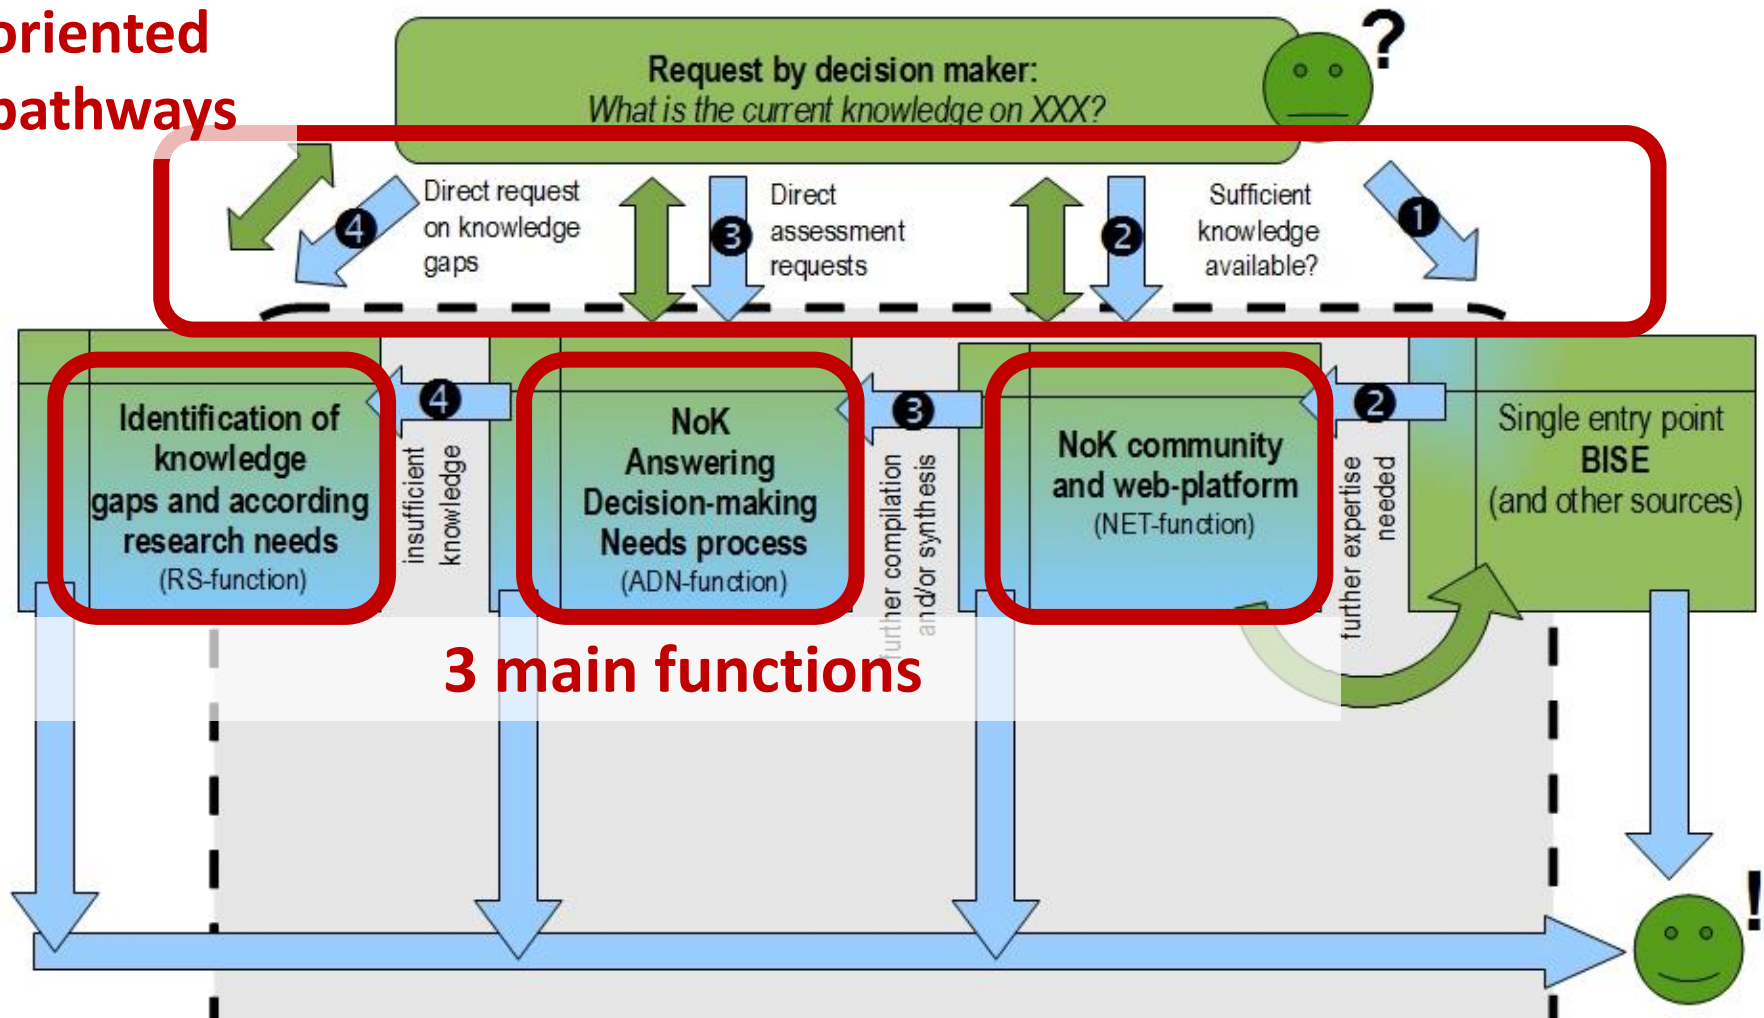 oriented
pathways
Request by decision maker:
What is the current knowledge on XXX?
?
4
Direct request
on knowledge
gaps
3
Direct
assessment
requests
2
Sufficient
knowledge
available?
1
Identification of
knowledge
gaps and according
research needs
(RS-function)
4
insufficient
knowledge
NoK
Answering
Decision-making
Needs process
(ADN-function)
3
further compilation
and/or synthesis
NoK community
and web-platform
(NET-function)
2
further expertise
needed
Single entry point
BISE
(and other sources)
3 main functions
!